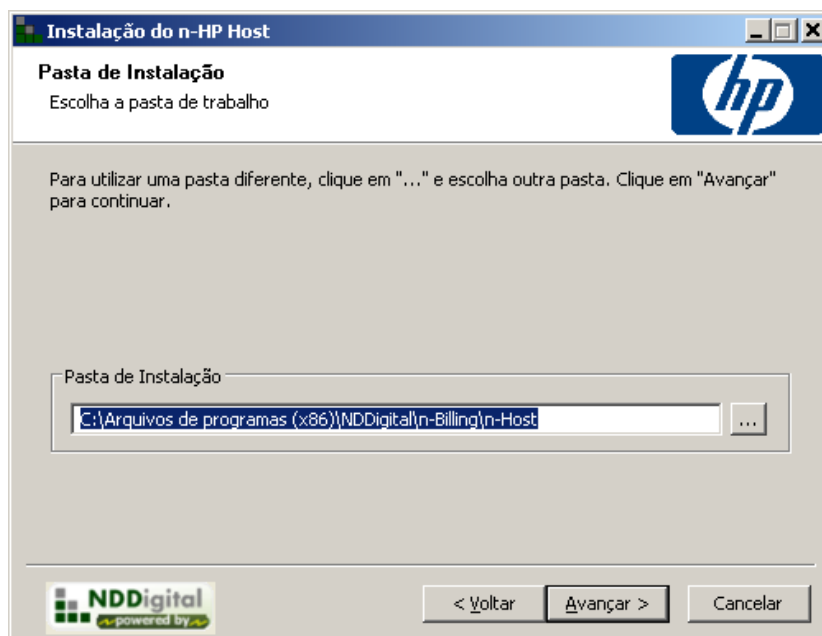 Instalação do n-HP Host
Pasta de Instalação
Escolha a pasta de trabalho
hp
Para utilizar uma pasta diferente, clique em "..." e escolha outra pasta. Clique em "Avançar"
para continuar.
Pasta de Instalação
C:\Arquivos de programas (x86)\NDDigital\n-Billing\n-Host
...
NDDigital
powered by
< Voltar
Avançar >
Cancelar